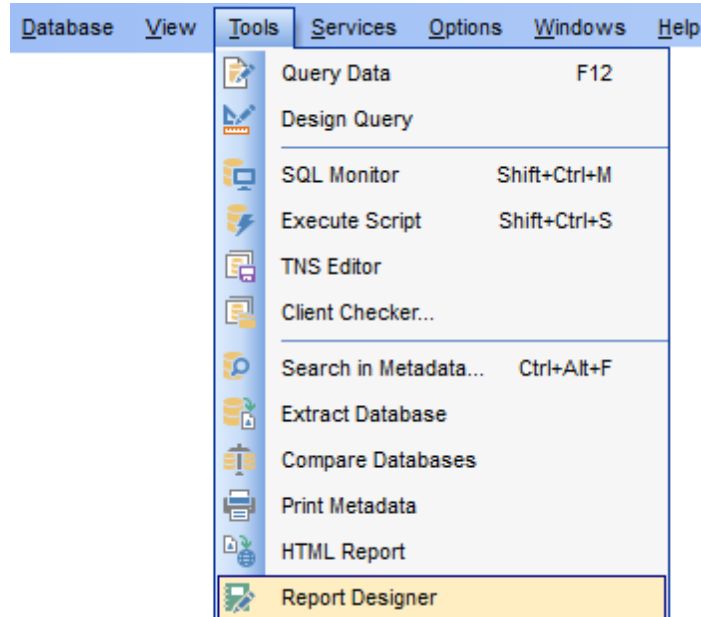 Database View Tools Services Options Windows Help
Query Data F12
Design Query
SQL Monitor Shift+Ctrl+M
Execute Script Shift+Ctrl+S
TNS Editor
Client Checker...
Search in Metadata... Ctrl+Alt+F
Extract Database
Compare Databases
Print Metadata
HTML Report
Report Designer